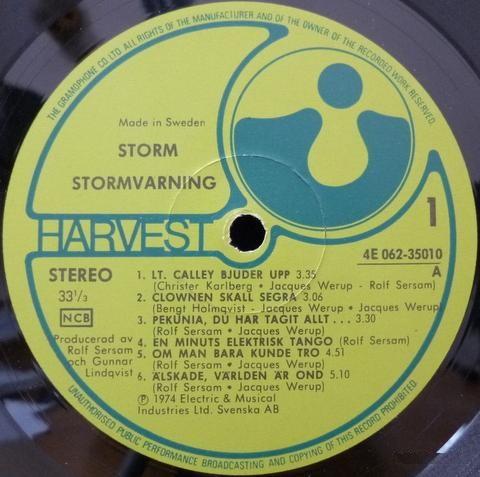 THE GRAMOPHONE CO LTD. ALL RIGHTS OF THE MANUFACTURER AND OF THE OWNER OF THE RECORDED WORK RESERVED.
Made in Sweden
STORM
STORMVARNING
HARVEST
1
4E 062-35010
A
STEREO
33⅓
NCB
Producerad av
Rolf Sersam
och Gunnar
Lindqvist
1. LT. CALLEY BJUDER UPP 3.35
(Christer Karlberg - Jacques Werup - Rolf Sersam)
2. CLOWNEN SKALL SEGRA 3.06
(Bengt Holmqvist - Jacques Werup - Jacques Werup)
3. PEKUNIA, DU HAR TAGIT ALLT . . . 3.30
(Rolf Sersam • Jacques Werup)
4. EN MINUTS ELEKTRISK TANGO (Rolf Sersam)
5. OM MAN BARA KUNDE TRO 4.51
(Rolf Sersam • Jacques Werup)
6. ÄLSKADE, VÄRLDEN ÄR OND 5.10
(Rolf Sersam - Jacques Werup)
℗ 1974 Electric & Musical
Industries Ltd. Svenska AB
UNAUTHORISED PUBLIC PERFORMANCE BROADCASTING AND COPYING OF THIS RECORD PROHIBITED.